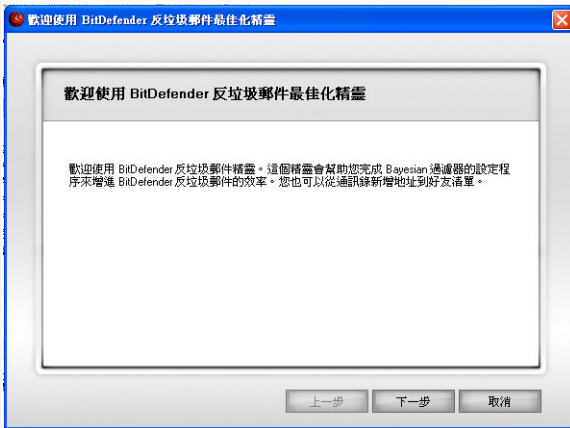 歡迎使用 BitDefender 反垃圾郵件最佳化精靈
歡迎使用 BitDefender 反垃圾郵件最佳化精靈
歡迎使用 BitDefender 反垃圾郵件精靈。這個精靈會幫助您完成 Bayesian 過濾器的設定程
序來增進 BitDefender 反垃圾郵件的效率。您也可以從通訊錄新增地址到好友清單。
上一步
下一步
取消